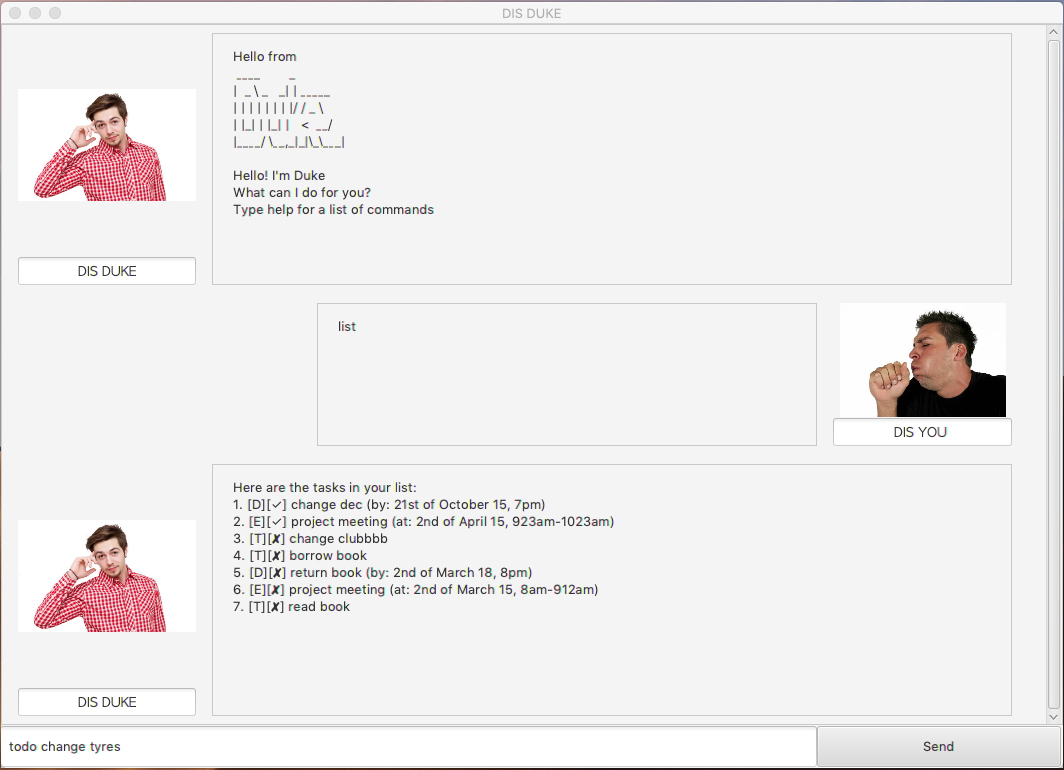 DIS DUKE
Hello from
 ____        _
|  _ \ _   _| | _____
| | | | | | | |/ / _ \
| |_| | |_| |   <  __/
|____/ \__,_|_|\_\___|
Hello! I'm Duke
What can I do for you?
Type help for a list of commands
DIS DUKE
list
DIS YOU
Here are the tasks in your list:
1. [D][✓] change dec (by: 21st of October 15, 7pm)
2. [E][✓] project meeting (at: 2nd of April 15, 923am-1023am)
3. [T][✘] change clubbbb
4. [T][✘] borrow book
5. [D][✘] return book (by: 2nd of March 18, 8pm)
6. [E][✘] project meeting (at: 2nd of March 15, 8am-912am)
7. [T][✘] read book
DIS DUKE
todo change tyres
Send